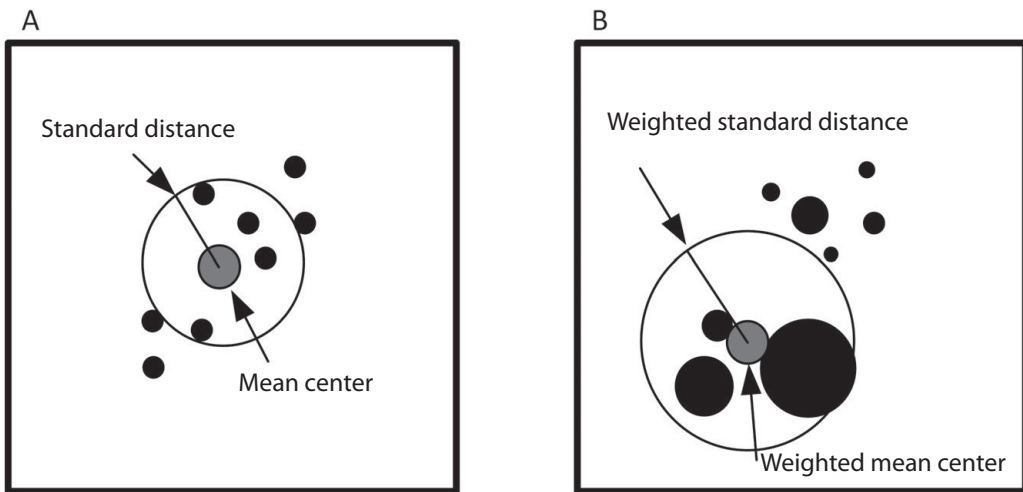 A
B
Standard distance
Weighted standard distance
Mean center
Weighted mean center